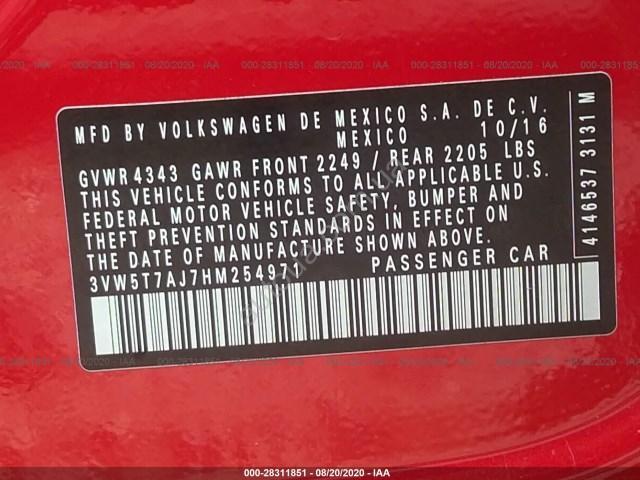 000-28311851 - 08/20/2020 - IAA
MFD BY VOLKSWAGEN DE MEXICO S.A. DE C.V.
MEXICO 10/16
GVWR 4343 GAWR FRONT 2249 / REAR 2205 LBS
THIS VEHICLE CONFORMS TO ALL APPLICABLE U.S.
FEDERAL MOTOR VEHICLE SAFETY, BUMPER AND
THEFT PREVENTION STANDARDS IN EFFECT ON
THE DATE OF MANUFACTURE SHOWN ABOVE.
3VW5T7AJ7HM254971 PASSENGER CAR
4146537 3131 M
000-28311851 - 08/20/2020 - IAA